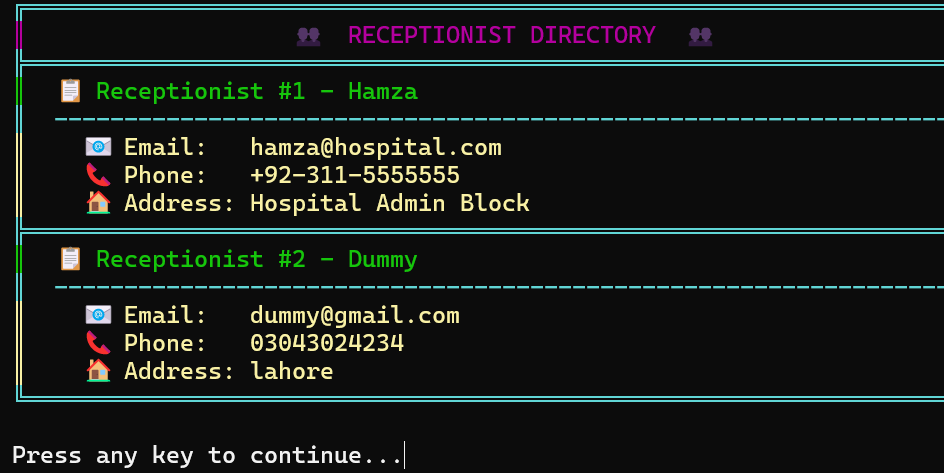 👥 RECEPTIONIST DIRECTORY 👥
📋 Receptionist #1 - Hamza
--------------------------------------------------------------------
📧 Email: hamza@hospital.com
📞 Phone: +92-311-5555555
🏠 Address: Hospital Admin Block
📋 Receptionist #2 - Dummy
--------------------------------------------------------------------
📧 Email: dummy@gmail.com
📞 Phone: 03043024234
🏠 Address: lahore
Press any key to continue...